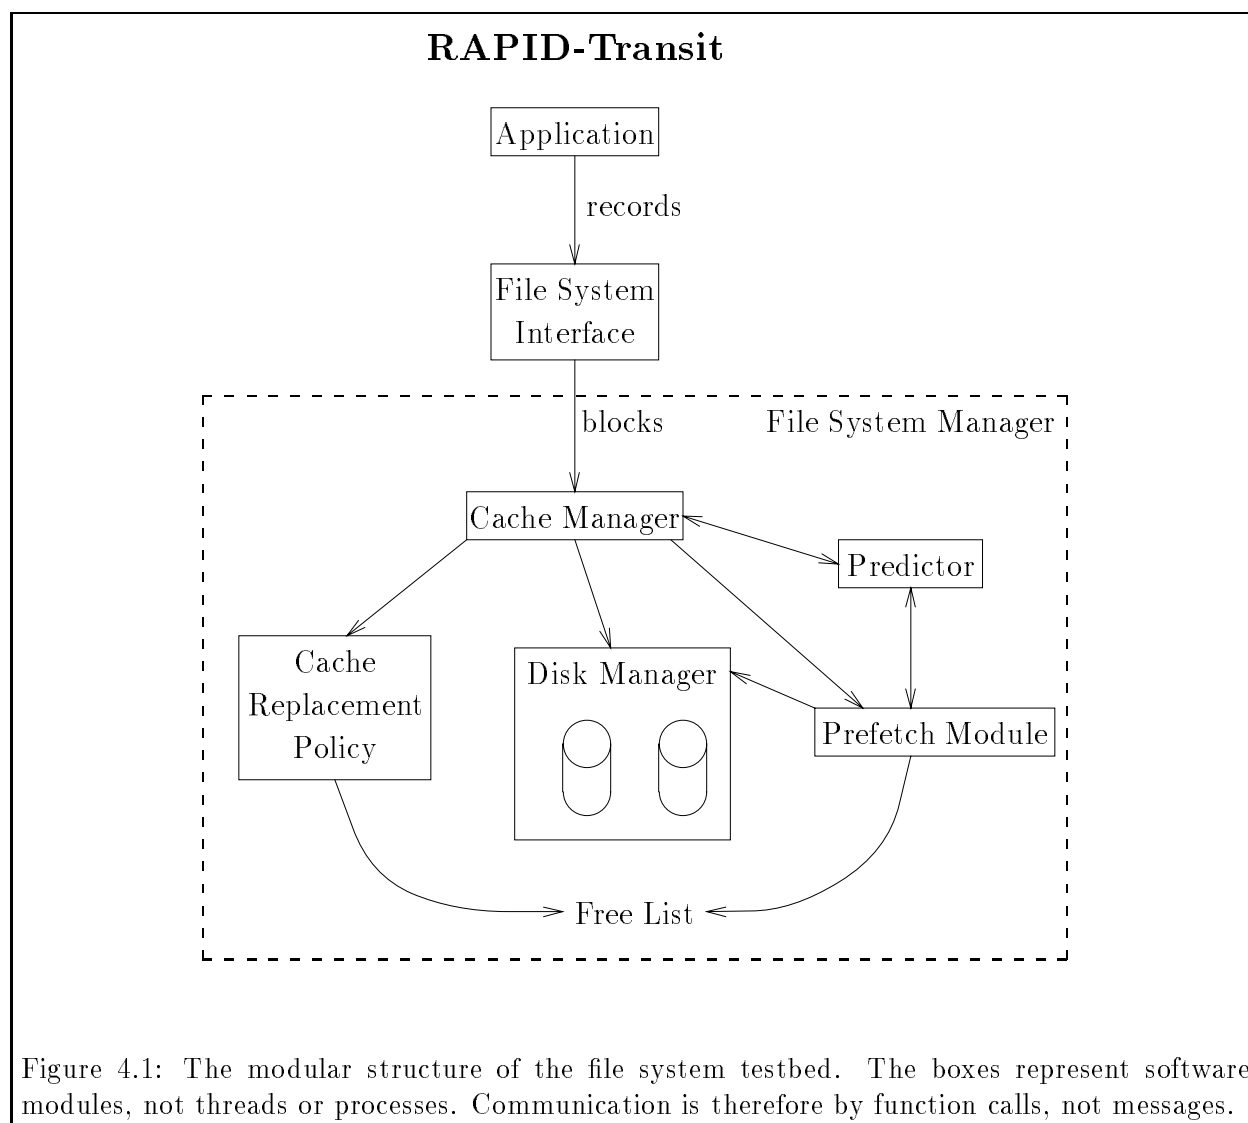 RAPID-Transit
Application
records
File System
Interface
blocks
File System Manager
Cache Manager
Predictor
Cache
Replacement
Policy
Disk Manager
Prefetch Module
Free List
Figure 4.1: The modular structure of the file system testbed. The boxes represent software
modules, not threads or processes. Communication is therefore by function calls, not messages.